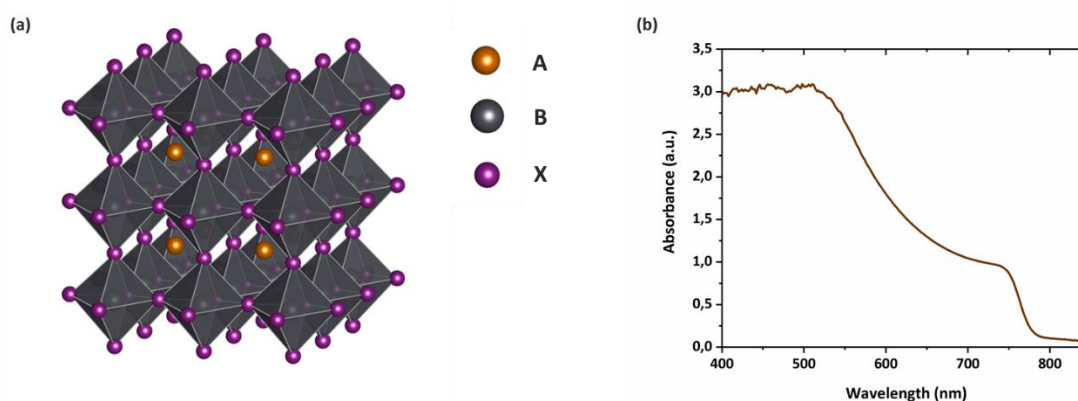 (a)
A
B
X
(b)
3,5
3,0
2,5
2,0
1,5
1,0
0,5
0,0
Absorbance (a.u.)
400 500 600 700 800
Wavelength (nm)